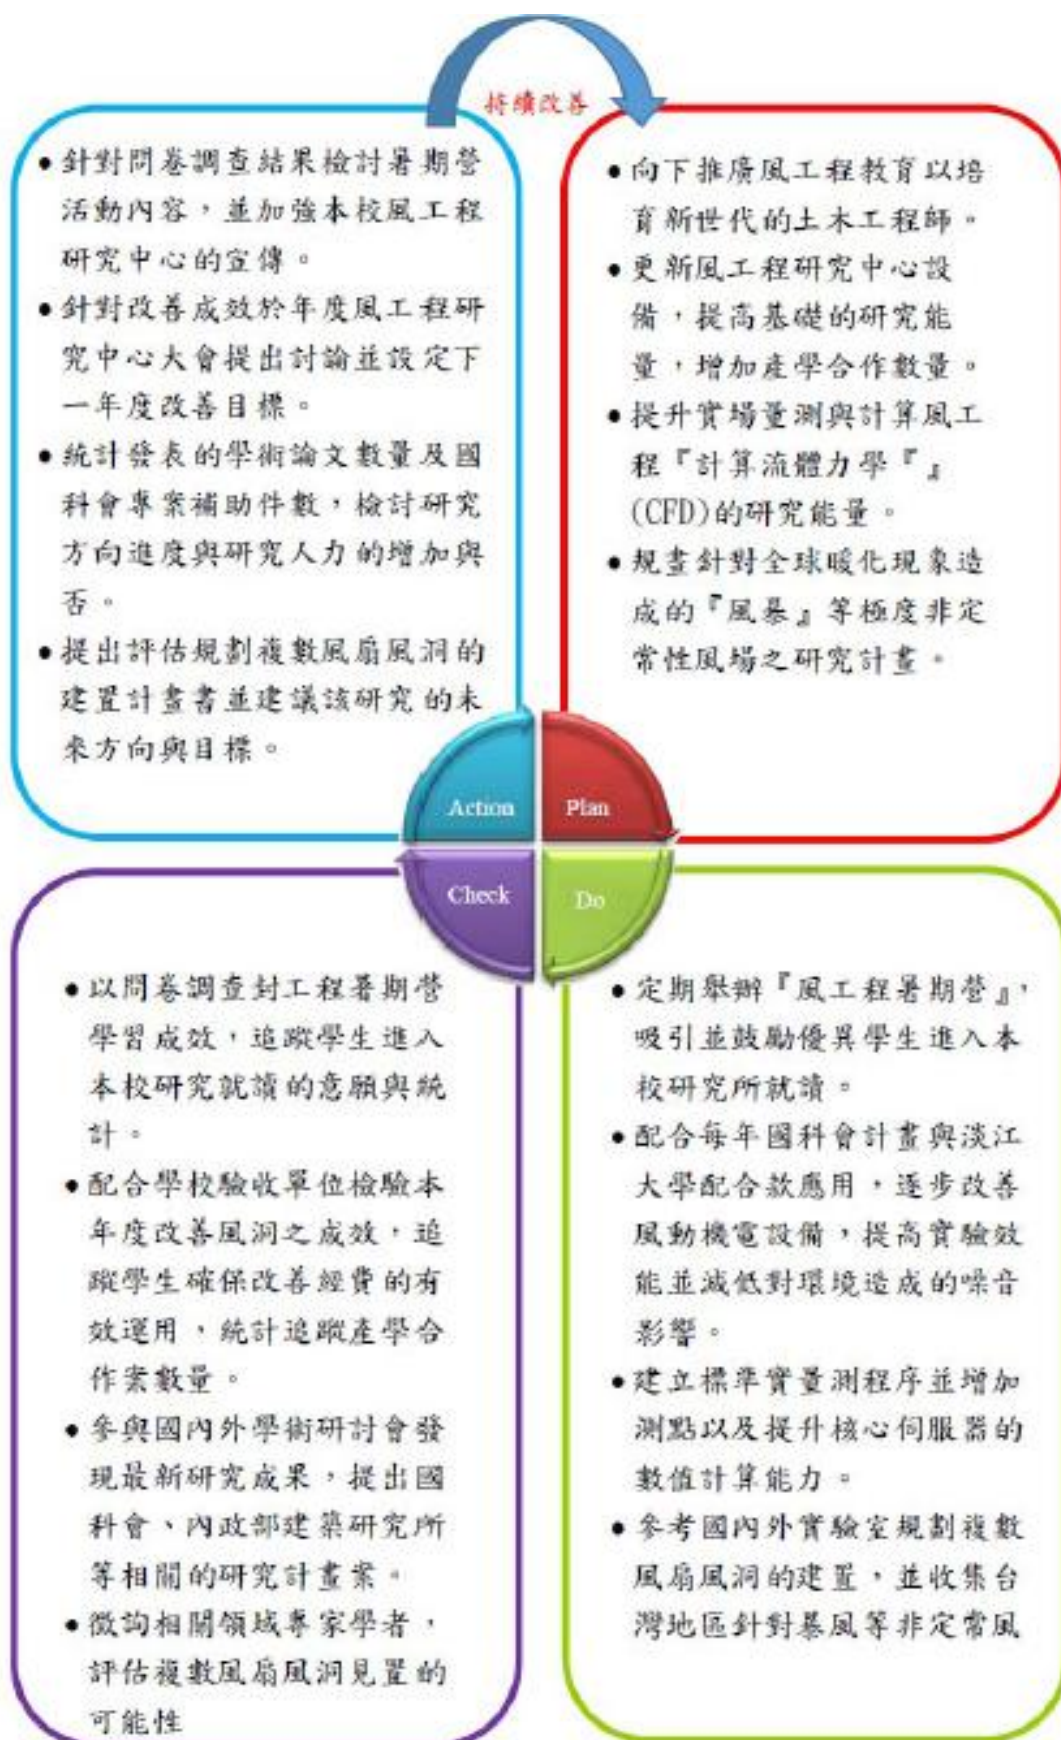 持續改善
● 針對問卷調查結果檢討暑期營
活動內容，並加強本校風工程
研究中心的宣傳。
● 針對改善成效於年度風工程研
究中心大會提出討論並設定下
一年度改善目標。
● 統計發表的學術論文數量及國
科會專案補助件數，檢討研究
方向進度與研究人力的增加與
否。
● 提出評估規劃複數風扇風洞的
建置計畫書並建議該研究的未
來方向與目標。
● 向下推廣風工程教育以培
育新世代的土木工程師。
● 更新風工程研究中心設
備，提高基礎的研究能
量，增加產學合作數量。
● 提升實場量測與計算風工
程『計算流體力學『』
(CFD)的研究能量。
● 規畫針對全球暖化現象造
成的『風暴』等極度非定
常性風場之研究計畫。
Action
Plan
Check
Do
● 以問卷調查封工程暑期營
學習成效，追蹤學生進入
本校研究就讀的意願與統
計。
● 配合學校驗收單位檢驗本
年度改善風洞之成效，追
蹤學生確保改善經費的有
效運用，統計追蹤產學合
作案數量。
● 參與國內外學術研討會發
現最新研究成果，提出國
科會、內政部建築研究所
等相關的研究計畫案。
● 徵詢相關領域專家學者，
評估複數風扇風洞見置的
可能性
● 定期舉辦『風工程暑期營』，
吸引並鼓勵優異學生進入本
校研究所就讀。
● 配合每年國科會計畫與淡江
大學配合款應用，逐步改善
風動機電設備，提高實驗效
能並減低對環境造成的噪音
影響。
● 建立標準實量測程序並增加
測點以及提升核心伺服器的
數值計算能力。
● 參考國內外實驗室規劃複數
風扇風洞的建置，並收集台
灣地區針對暴風等非定常風